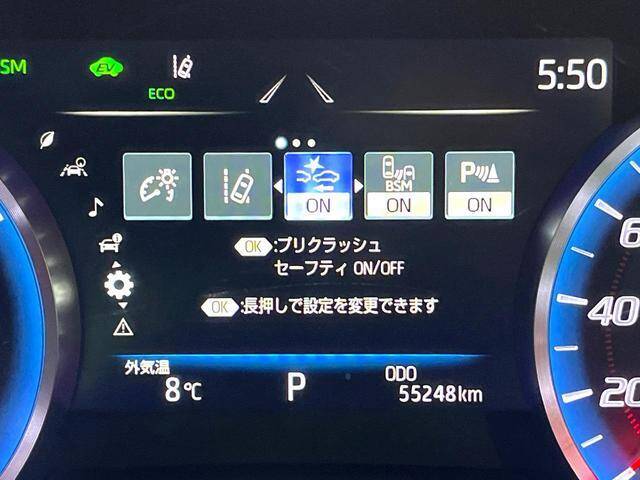 SM
EV
5:50
ECO
ON
BSM
ON
P
ON
OK:プリクラッシュ
セーフティ ON/OFF
OK:長押しで設定を変更できます
外気温
8℃
P
ODO
55248km
60
40
20